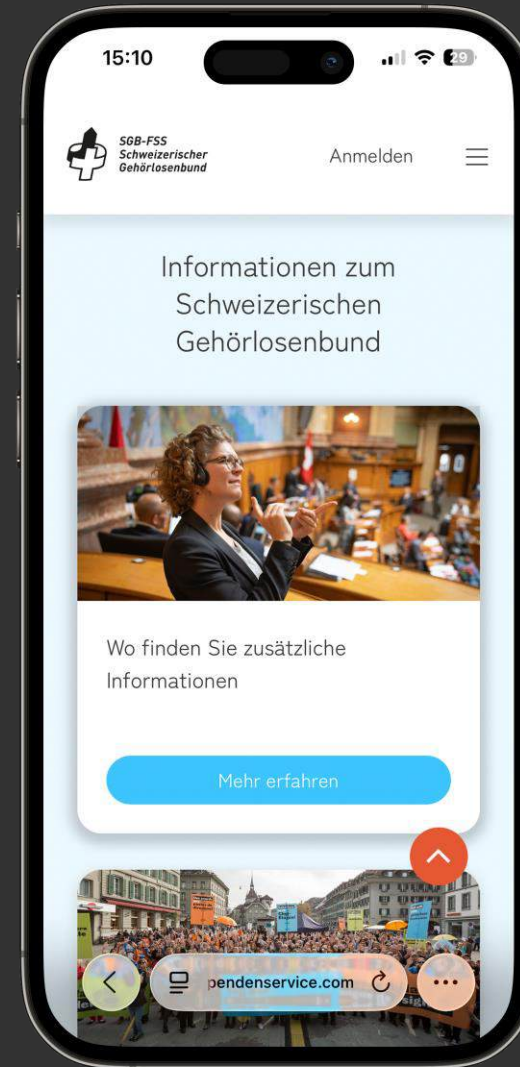 15:10
29
SGB-FSS
Schweizerischer
Gehörlosenbund
Anmelden
Informationen zum
Schweizerischen
Gehörlosenbund
Wo finden Sie zusätzliche
Informationen
Mehr erfahren
pendenservice.com